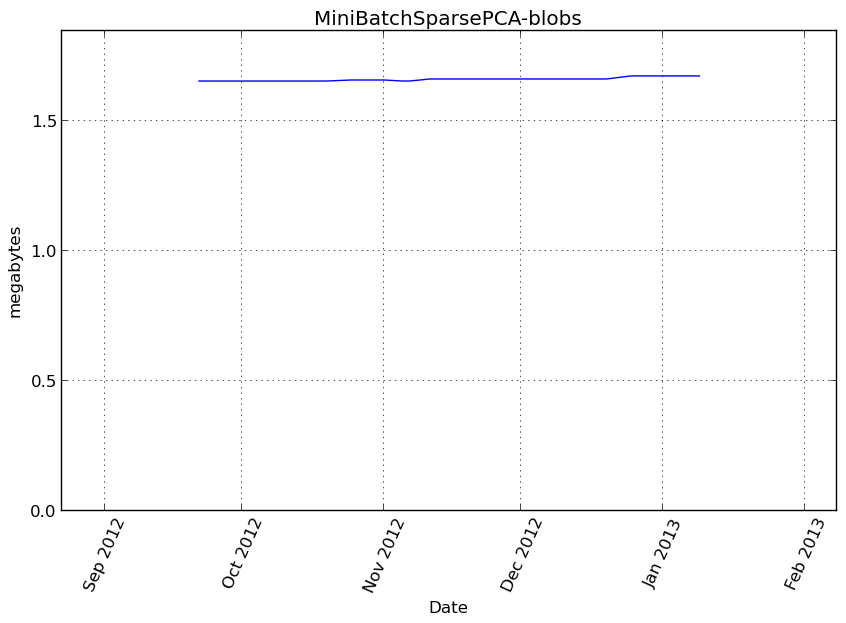 MiniBatchSparsePCA-blobs
1.5
1.0
0.5
0.0
megabytes
Sep 2012
Oct 2012
Nov 2012
Dec 2012
Jan 2013
Feb 2013
Date